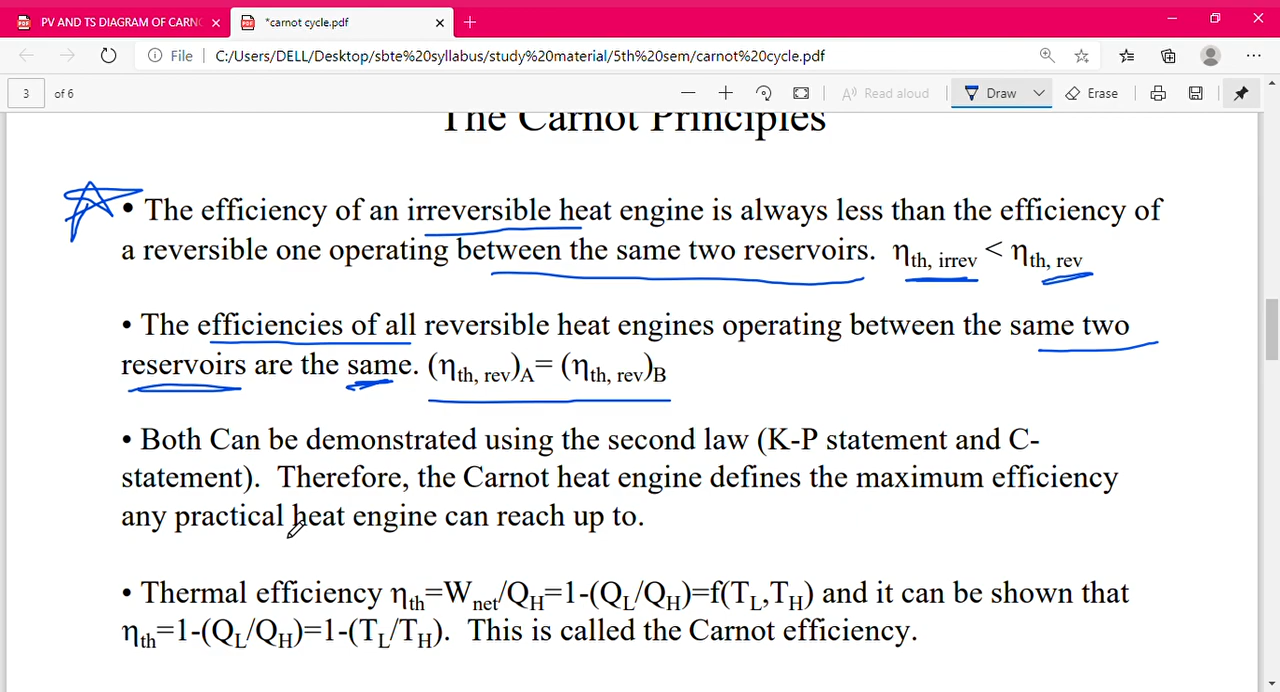 PV AND TS DIAGRAM OF CARN
*carnot cycle.pdf
File C:/Users/DELL/Desktop/sbte%20syllabus/study%20material/5th%20sem/carnot%20cycle.pdf
3 of 6 Read aloud Draw Erase
The Carnot Principles
• The efficiency of an irreversible heat engine is always less than the efficiency of
a reversible one operating between the same two reservoirs. ηth, irrev < ηth, rev
• The efficiencies of all reversible heat engines operating between the same two
reservoirs are the same. (ηth, rev)A= (ηth, rev)B
• Both Can be demonstrated using the second law (K-P statement and C-
statement). Therefore, the Carnot heat engine defines the maximum efficiency
any practical heat engine can reach up to.
• Thermal efficiency ηth=Wnet/QH=1-(QL/QH)=f(TL,TH) and it can be shown that
ηth=1-(QL/QH)=1-(TL/TH). This is called the Carnot efficiency.